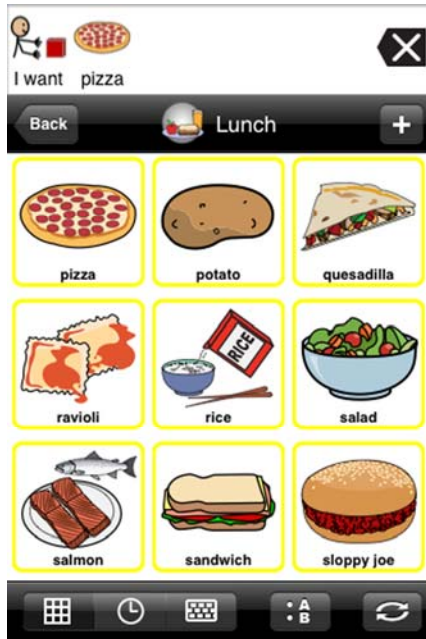 I want pizza
Back Lunch +
pizza potato quesadilla
RICE
ravioli rice salad
salmon sandwich sloppy joe
A
B